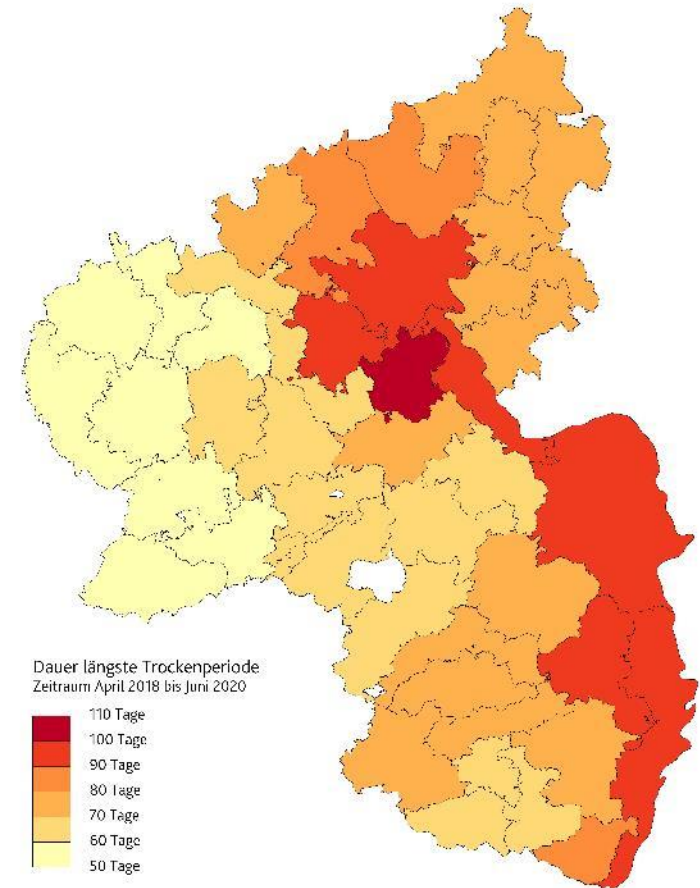 Dauer längste Trockenperiode
Zeitraum April 2018 bis Juni 2020
110 Tage
100 Tage
90 Tage
80 Tage
70 Tage
60 Tage
50 Tage